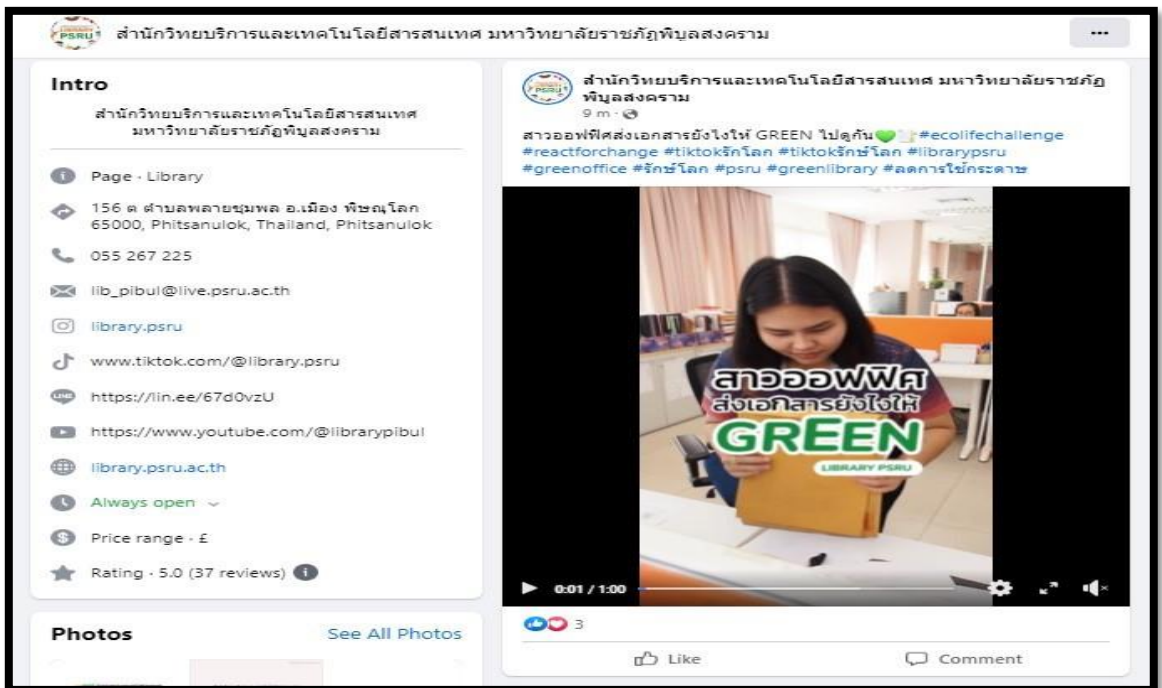 สำนักวิทยบริการและเทคโนโลยีสารสนเทศ มหาวิทยาลัยราชภัฏพิบูลสงคราม
Intro
สำนักวิทยบริการและเทคโนโลยีสารสนเทศ
มหาวิทยาลัยราชภัฏพิบูลสงคราม
Page · Library
156 ต ตำบลพลายชุมพล อ.เมือง พิษณุโลก
65000, Phitsanulok, Thailand, Phitsanulok
055 267 225
lib_pibul@live.psru.ac.th
library.psru
www.tiktok.com/@library.psru
https://lin.ee/67d0vzU
https://www.youtube.com/@librarypibul
library.psru.ac.th
Always open
Price range · £
Rating · 5.0 (37 reviews)
Photos
See All Photos
สำนักวิทยบริการและเทคโนโลยีสารสนเทศ มหาวิทยาลัยราชภัฏ
พิบูลสงคราม
9 m
สาวออฟฟิศส่งเอกสารยังไงให้ GREEN ไปดูกัน💚📄 #ecolifechallenge
#reactforchange #tiktokรักโลก #tiktokรักษ์โลก #librarypsru
#greenoffice #รักษ์โลก #psru #greenlibrary #ลดการใช้กระดาษ
สาวออฟฟิศ
ส่งเอกสารยังไงให้
GREEN
LIBRARY PSRU
0:01 / 1:00
3
Like
Comment